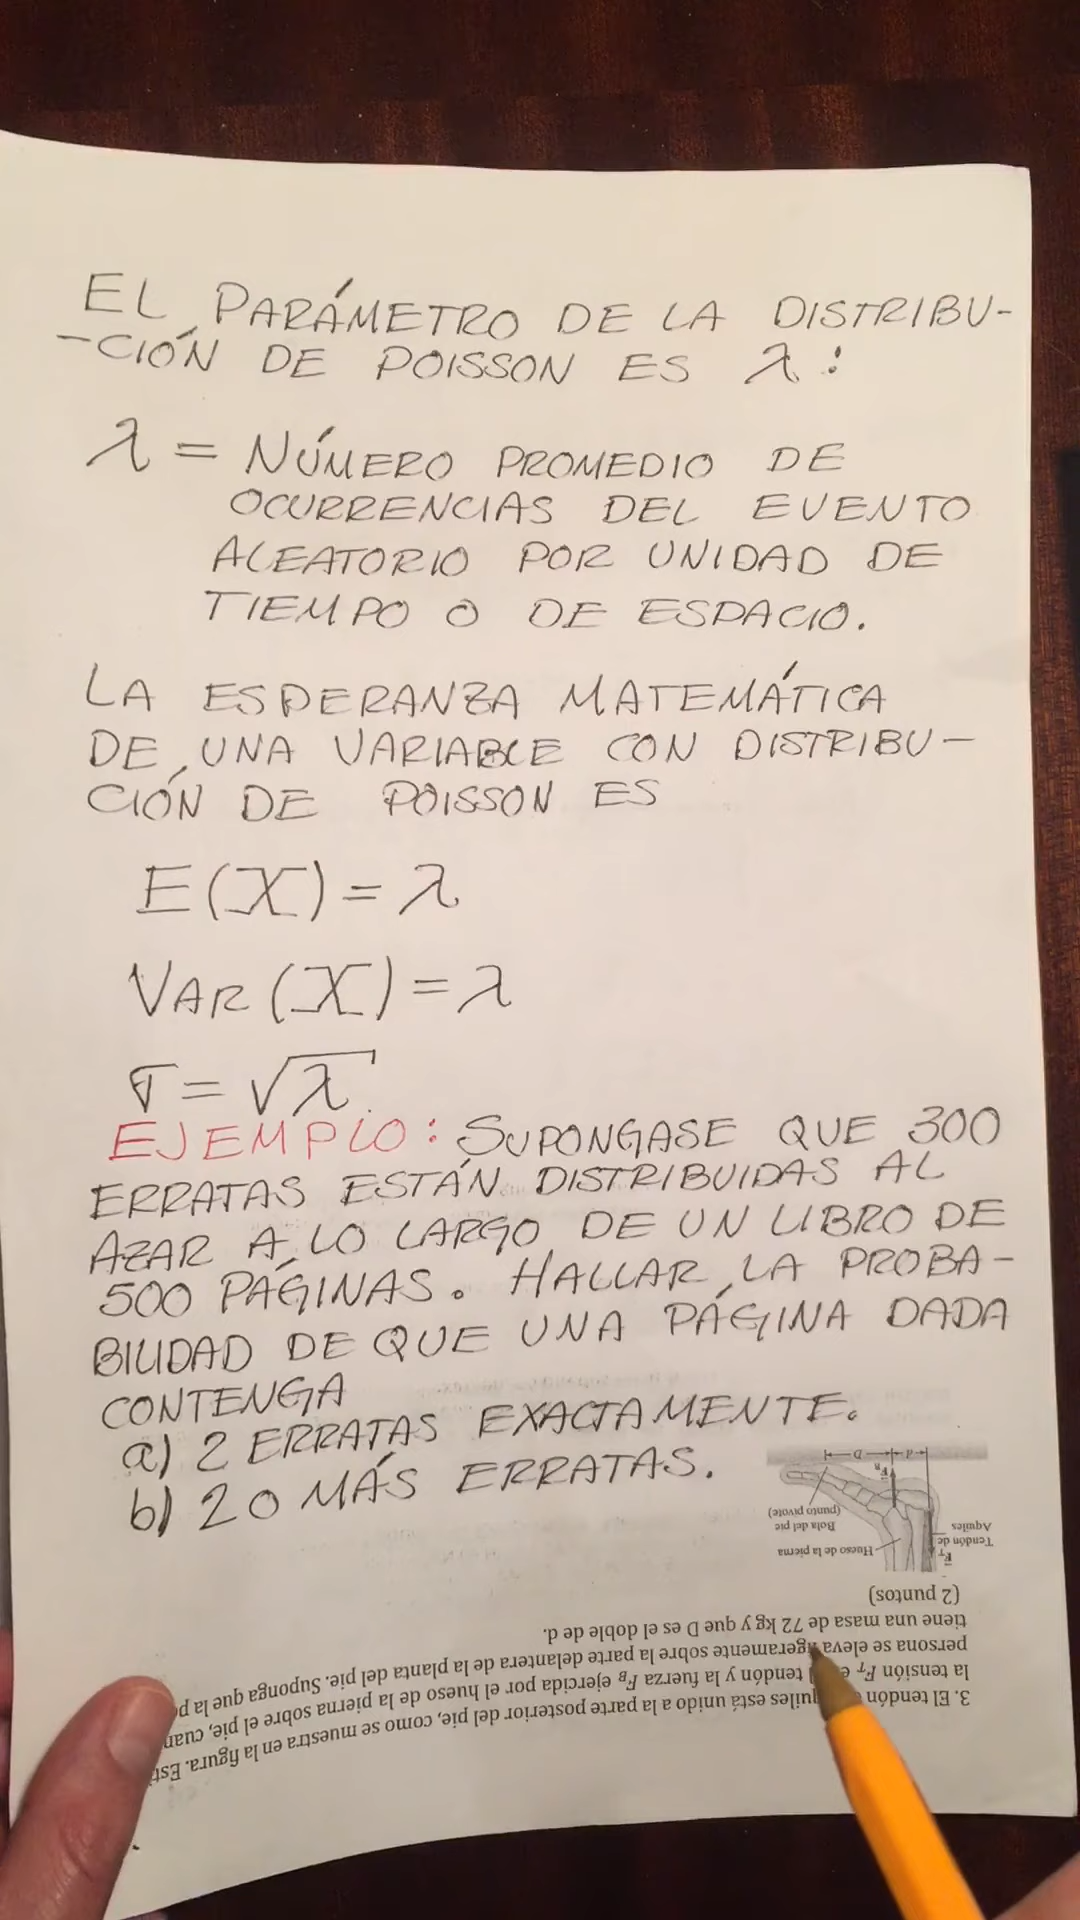 EL PARÁMETRO DE LA DISTRIBU-
-CIÓN DE POISSON ES λ:
λ = NÚMERO PROMEDIO DE
OCURRENCIAS DEL EVENTO
ALEATORIO POR UNIDAD DE
TIEMPO O DE ESPACIO.
LA ESPERANZA MATEMÁTICA
DE UNA VARIABLE CON DISTRIBU-
CIÓN DE POISSON ES
E(X) = λ
VAR(X) = λ
σ = √λ
EJEMPLO: SUPONGASE QUE 300
ERRATAS ESTÁN DISTRIBUIDAS AL
AZAR A LO LARGO DE UN LIBRO DE
500 PÁGINAS. HALLAR LA PROBA-
BILIDAD DE QUE UNA PÁGINA DADA
CONTENGA
a) 2 ERRATAS EXACTAMENTE.
b) 2 O MÁS ERRATAS.
3. El tendón quiles está unido a la parte posterior del pie, como se muestra en la figura. Est
la tensión F_T tendón y la fuerza F_B ejercida por el hueso de la pierna sobre el pie, cuan
persona se eleva ligeramente sobre la parte delantera de la planta del pie. Suponga que la p
tiene una masa de 72 kg y que D es el doble de d.
(2 puntos)
F_T
Tendón de
Aquiles
Hueso de la pierna
Bola del pie
(punto pivote)
D
d